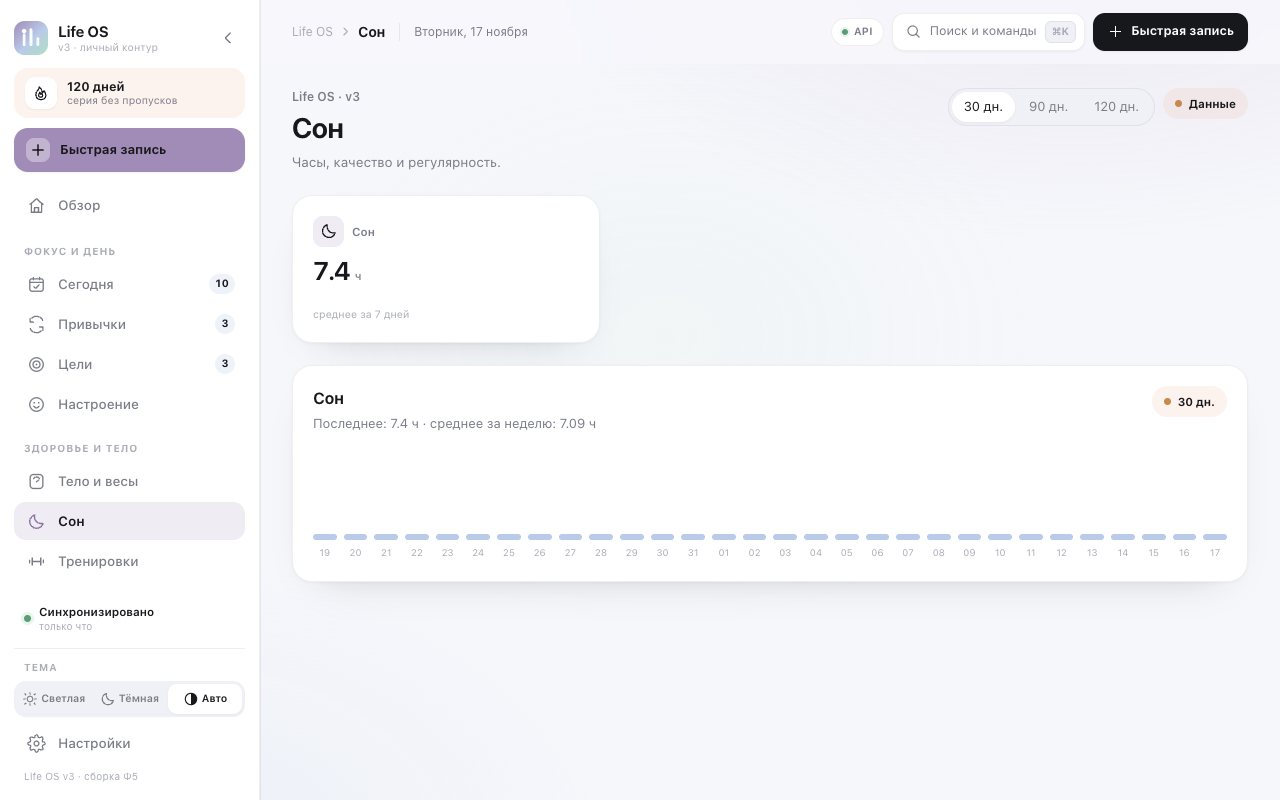 Life OS
v3 · личный контур
120 дней
серия без пропусков
Быстрая запись
Обзор
ФОКУС И ДЕНЬ
Сегодня 10
Привычки 3
Цели 3
Настроение
ЗДОРОВЬЕ И ТЕЛО
Тело и весы
Сон
Тренировки
Синхронизировано
только что
ТЕМА
Светлая Тёмная Авто
Настройки
Life OS v3 · сборка Ф5
Life OS Сон Вторник, 17 ноября
API Поиск и команды ⌘K Быстрая запись
Life OS · v3
Сон
Часы, качество и регулярность.
30 дн. 90 дн. 120 дн. Данные
Сон
7.4 ч
среднее за 7 дней
Сон
Последнее: 7.4 ч · среднее за неделю: 7.09 ч
30 дн.
19 20 21 22 23 24 25 26 27 28 29 30 31 01 02 03 04 05 06 07 08 09 10 11 12 13 14 15 16 17